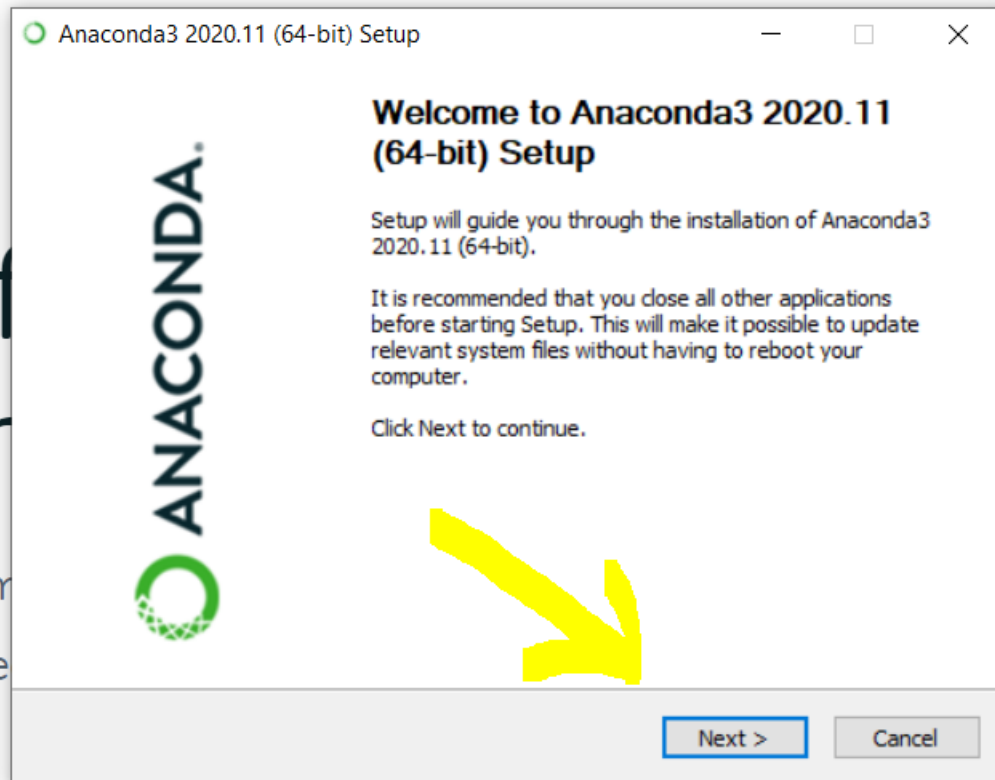 Anaconda3 2020.11 (64-bit) Setup
Welcome to Anaconda3 2020.11
(64-bit) Setup
Setup will guide you through the installation of Anaconda3
2020.11 (64-bit).
It is recommended that you close all other applications
before starting Setup. This will make it possible to update
relevant system files without having to reboot your
computer.
Click Next to continue.
ANACONDA.
Next >
Cancel